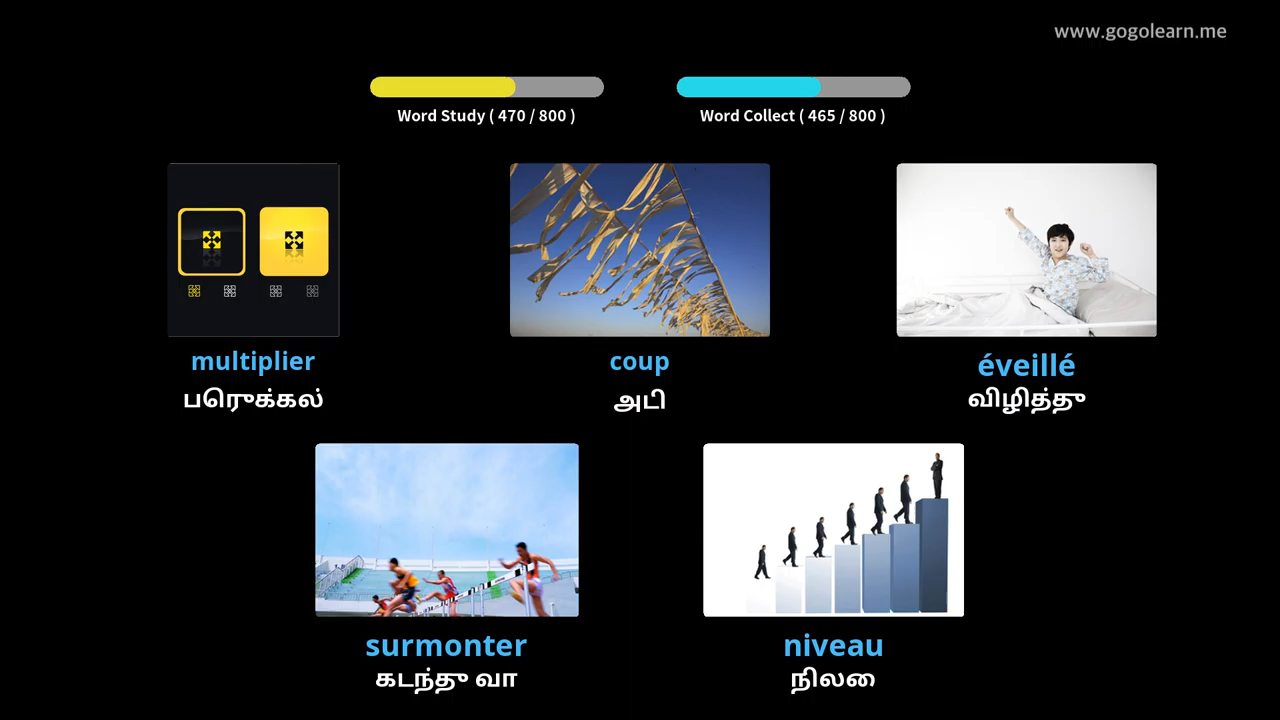 www.gogolearn.me
Word Study ( 470 / 800 )
Word Collect ( 465 / 800 )
multiplier
பெருக்கல்
coup
அடி
éveillé
விழித்து
surmonter
கடந்து வா
niveau
நிலை